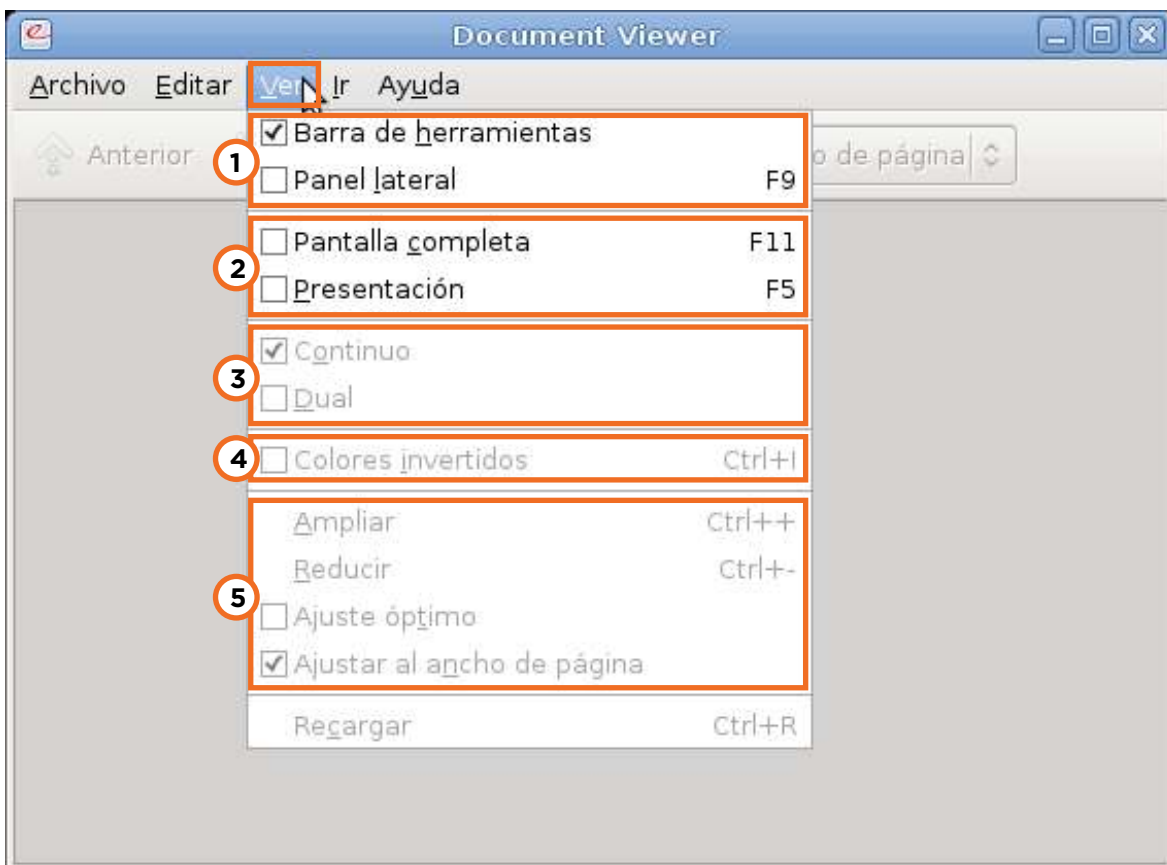 Document Viewer
Archivo Editar Ver Ir Ayuda
Anterior o de página
1
Barra de herramientas
Panel lateral F9
2
Pantalla completa F11
Presentación F5
3
Continuo
Dual
4
Colores invertidos Ctrl+I
5
Ampliar Ctrl++
Reducir Ctrl+-
Ajuste óptimo
Ajustar al ancho de página
Recargar Ctrl+R